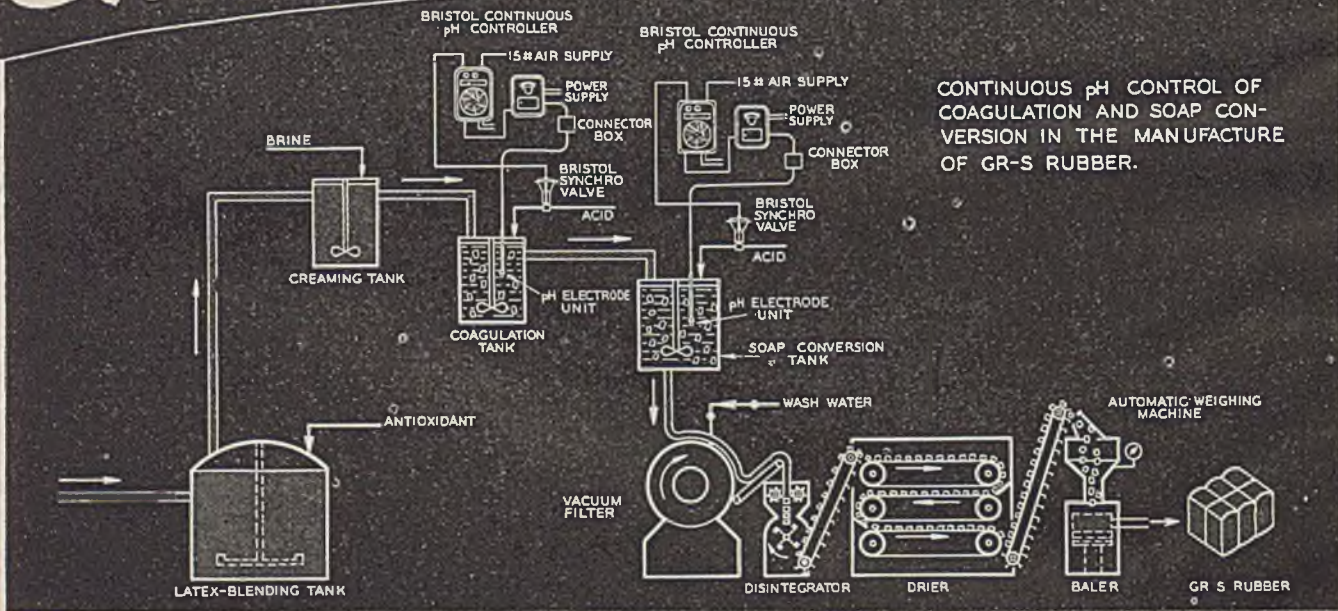 BRISTOL CONTINUOUS
pH CONTROLLER
15# AIR SUPPLY
POWER
SUPPLY
CONNECTOR
BOX
BRISTOL
SYNCHRO
VALVE
ACID
BRISTOL CONTINUOUS
pH CONTROLLER
15# AIR SUPPLY
POWER
SUPPLY
CONNECTOR
BOX
BRISTOL
SYNCHRO
VALVE
ACID
CONTINUOUS pH CONTROL OF
COAGULATION AND SOAP CON-
VERSION IN THE MANUFACTURE
OF GR-S RUBBER.
BRINE
CREAMING TANK
pH ELECTRODE
UNIT
COAGULATION
TANK
pH ELECTRODE
UNIT
SOAP CONVERSION
TANK
ANTIOXIDANT
LATEX-BLENDING TANK
WASH WATER
VACUUM
FILTER
DISINTEGRATOR
DRIER
AUTOMATIC WEIGHING
MACHINE
BALER
GR S RUBBER